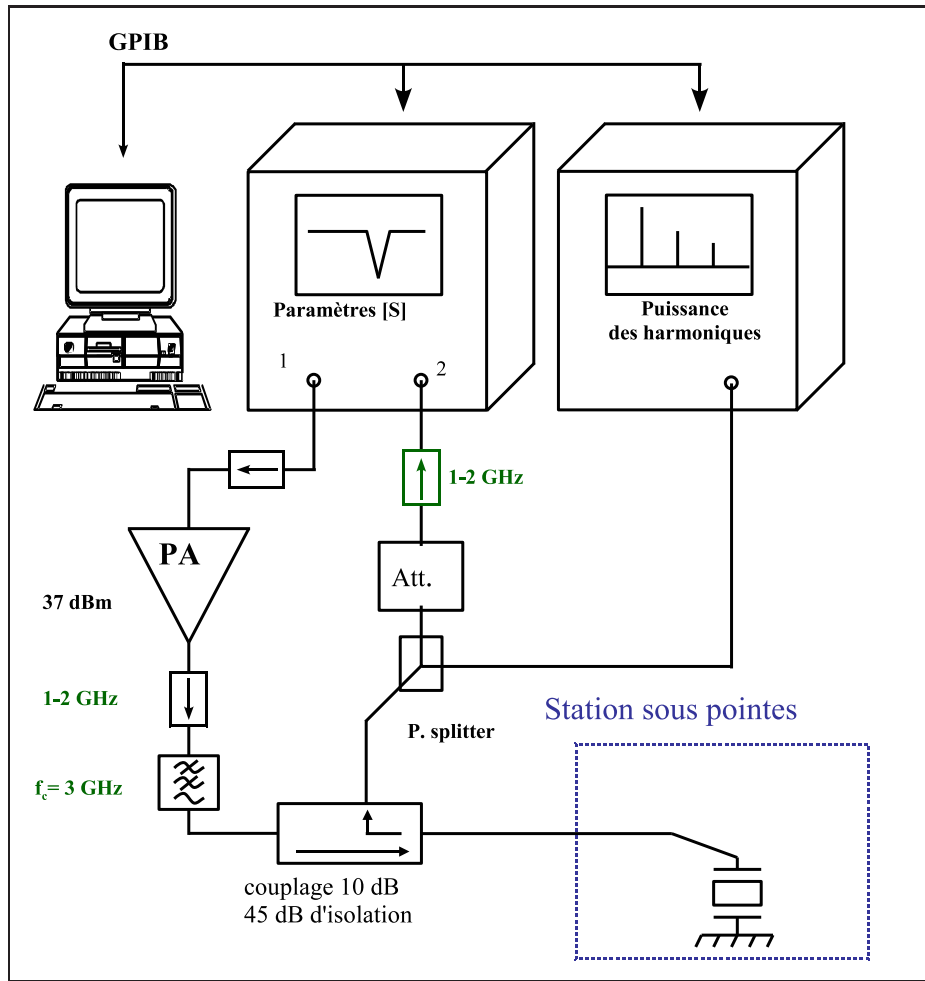 GPIB
Paramètres [S]
1
2
Puissance
des harmoniques
1-2 GHz
PA
Att.
37 dBm
1-2 GHz
P. splitter
Station sous pointes
fc= 3 GHz
couplage 10 dB
45 dB d'isolation